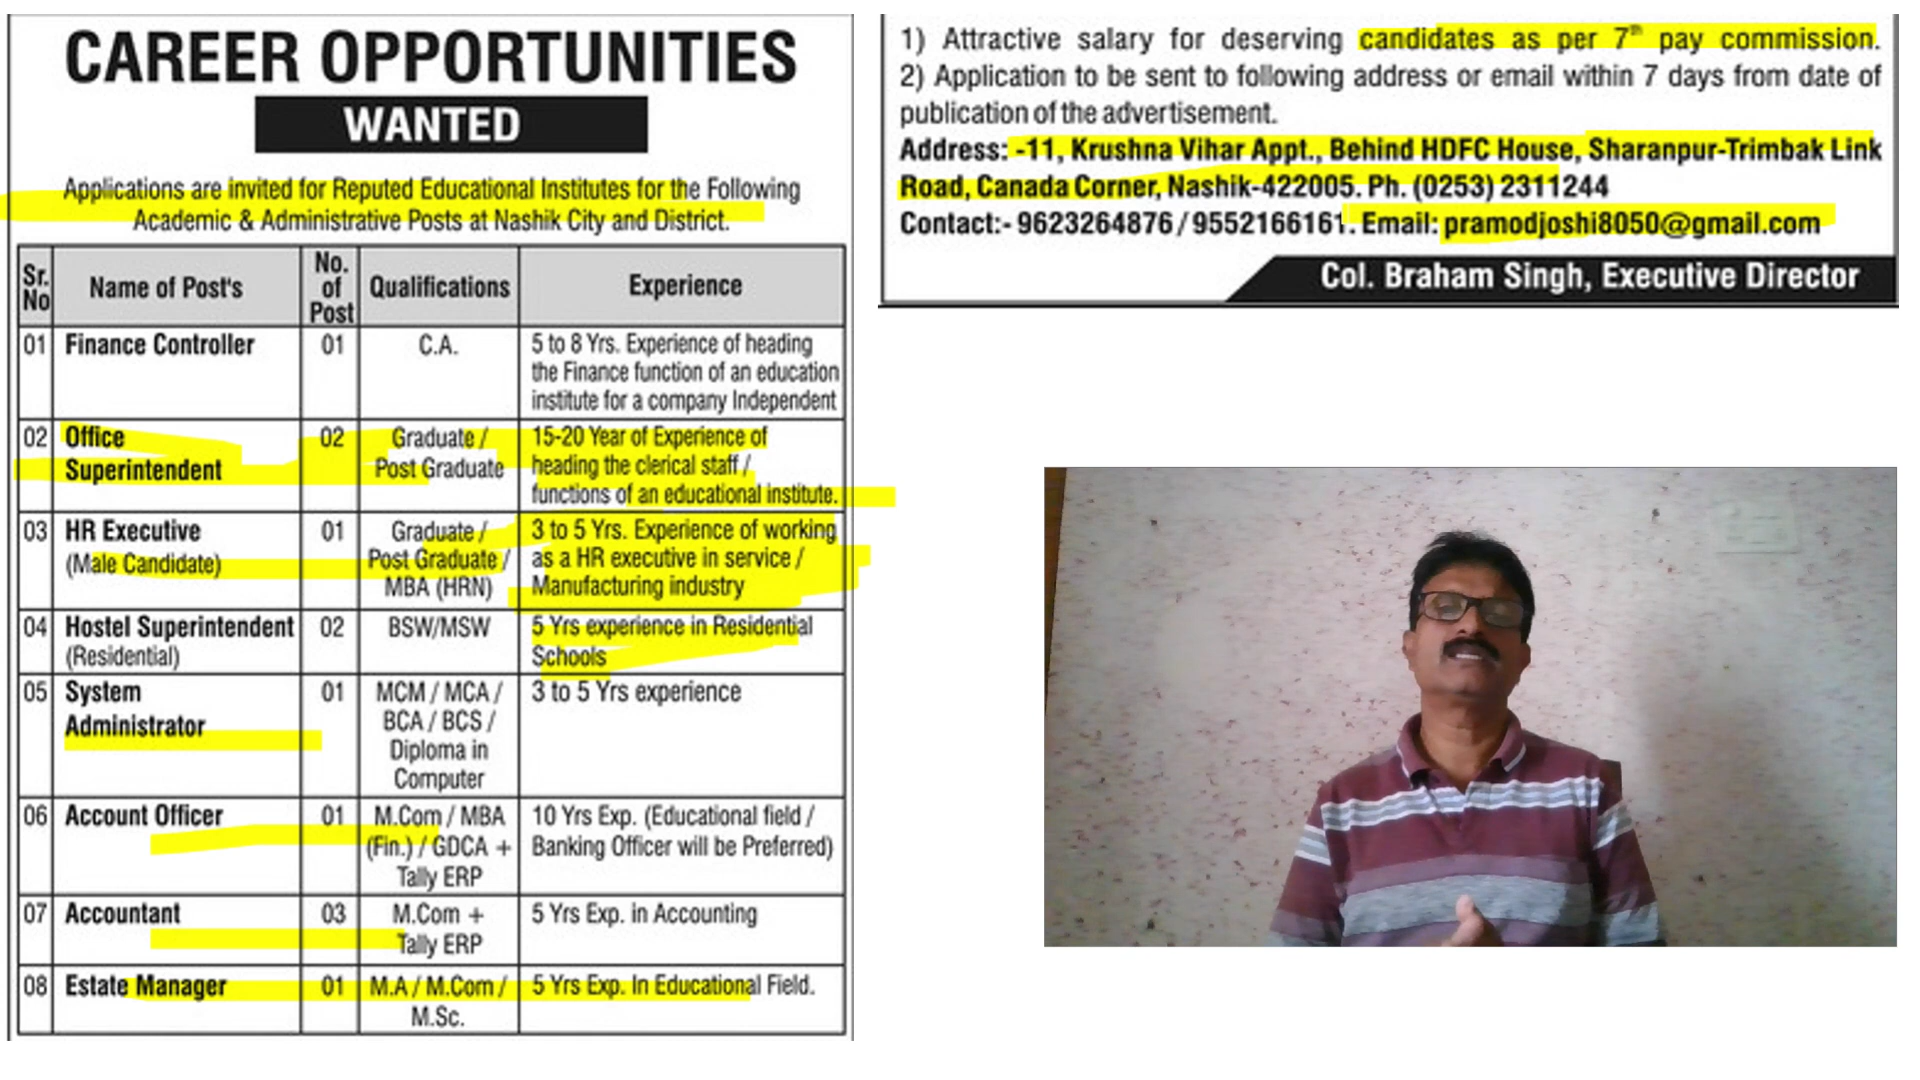 CAREER OPPORTUNITIES
WANTED
Applications are invited for Reputed Educational Institutes for the Following
Academic & Administrative Posts at Nashik City and District.
Sr. No | Name of Post's | No. of Post | Qualifications | Experience
01 | Finance Controller | 01 | C.A. | 5 to 8 Yrs. Experience of heading
the Finance function of an education
institute for a company Independent
02 | Office | 02 | Graduate / | 15-20 Year of Experience of
Superintendent | Post Graduate | heading the clerical staff /
functions of an educational institute.
03 | HR Executive | 01 | Graduate / | 3 to 5 Yrs. Experience of working
(Male Candidate) | Post Graduate / | as a HR executive in service /
MBA (HRN) | Manufacturing industry
04 | Hostel Superintendent | 02 | BSW/MSW | 5 Yrs experience in Residential
(Residential) | Schools
05 | System | 01 | MCM / MCA / | 3 to 5 Yrs experience
Administrator | BCA / BCS /
Diploma in
Computer
06 | Account Officer | 01 | M.Com / MBA | 10 Yrs Exp. (Educational field /
(Fin.) / GDCA + | Banking Officer will be Preferred)
Tally ERP
07 | Accountant | 03 | M.Com + | 5 Yrs Exp. in Accounting
Tally ERP
08 | Estate Manager | 01 | M.A / M.Com / | 5 Yrs Exp. In Educational Field.
M.Sc.
1) Attractive salary for deserving candidates as per 7th pay commission.
2) Application to be sent to following address or email within 7 days from date of
publication of the advertisement.
Address: -11, Krushna Vihar Appt., Behind HDFC House, Sharanpur-Trimbak Link
Road, Canada Corner, Nashik-422005. Ph. (0253) 2311244
Contact:- 9623264876 / 9552166161. Email: pramodjoshi8050@gmail.com
Col. Braham Singh, Executive Director